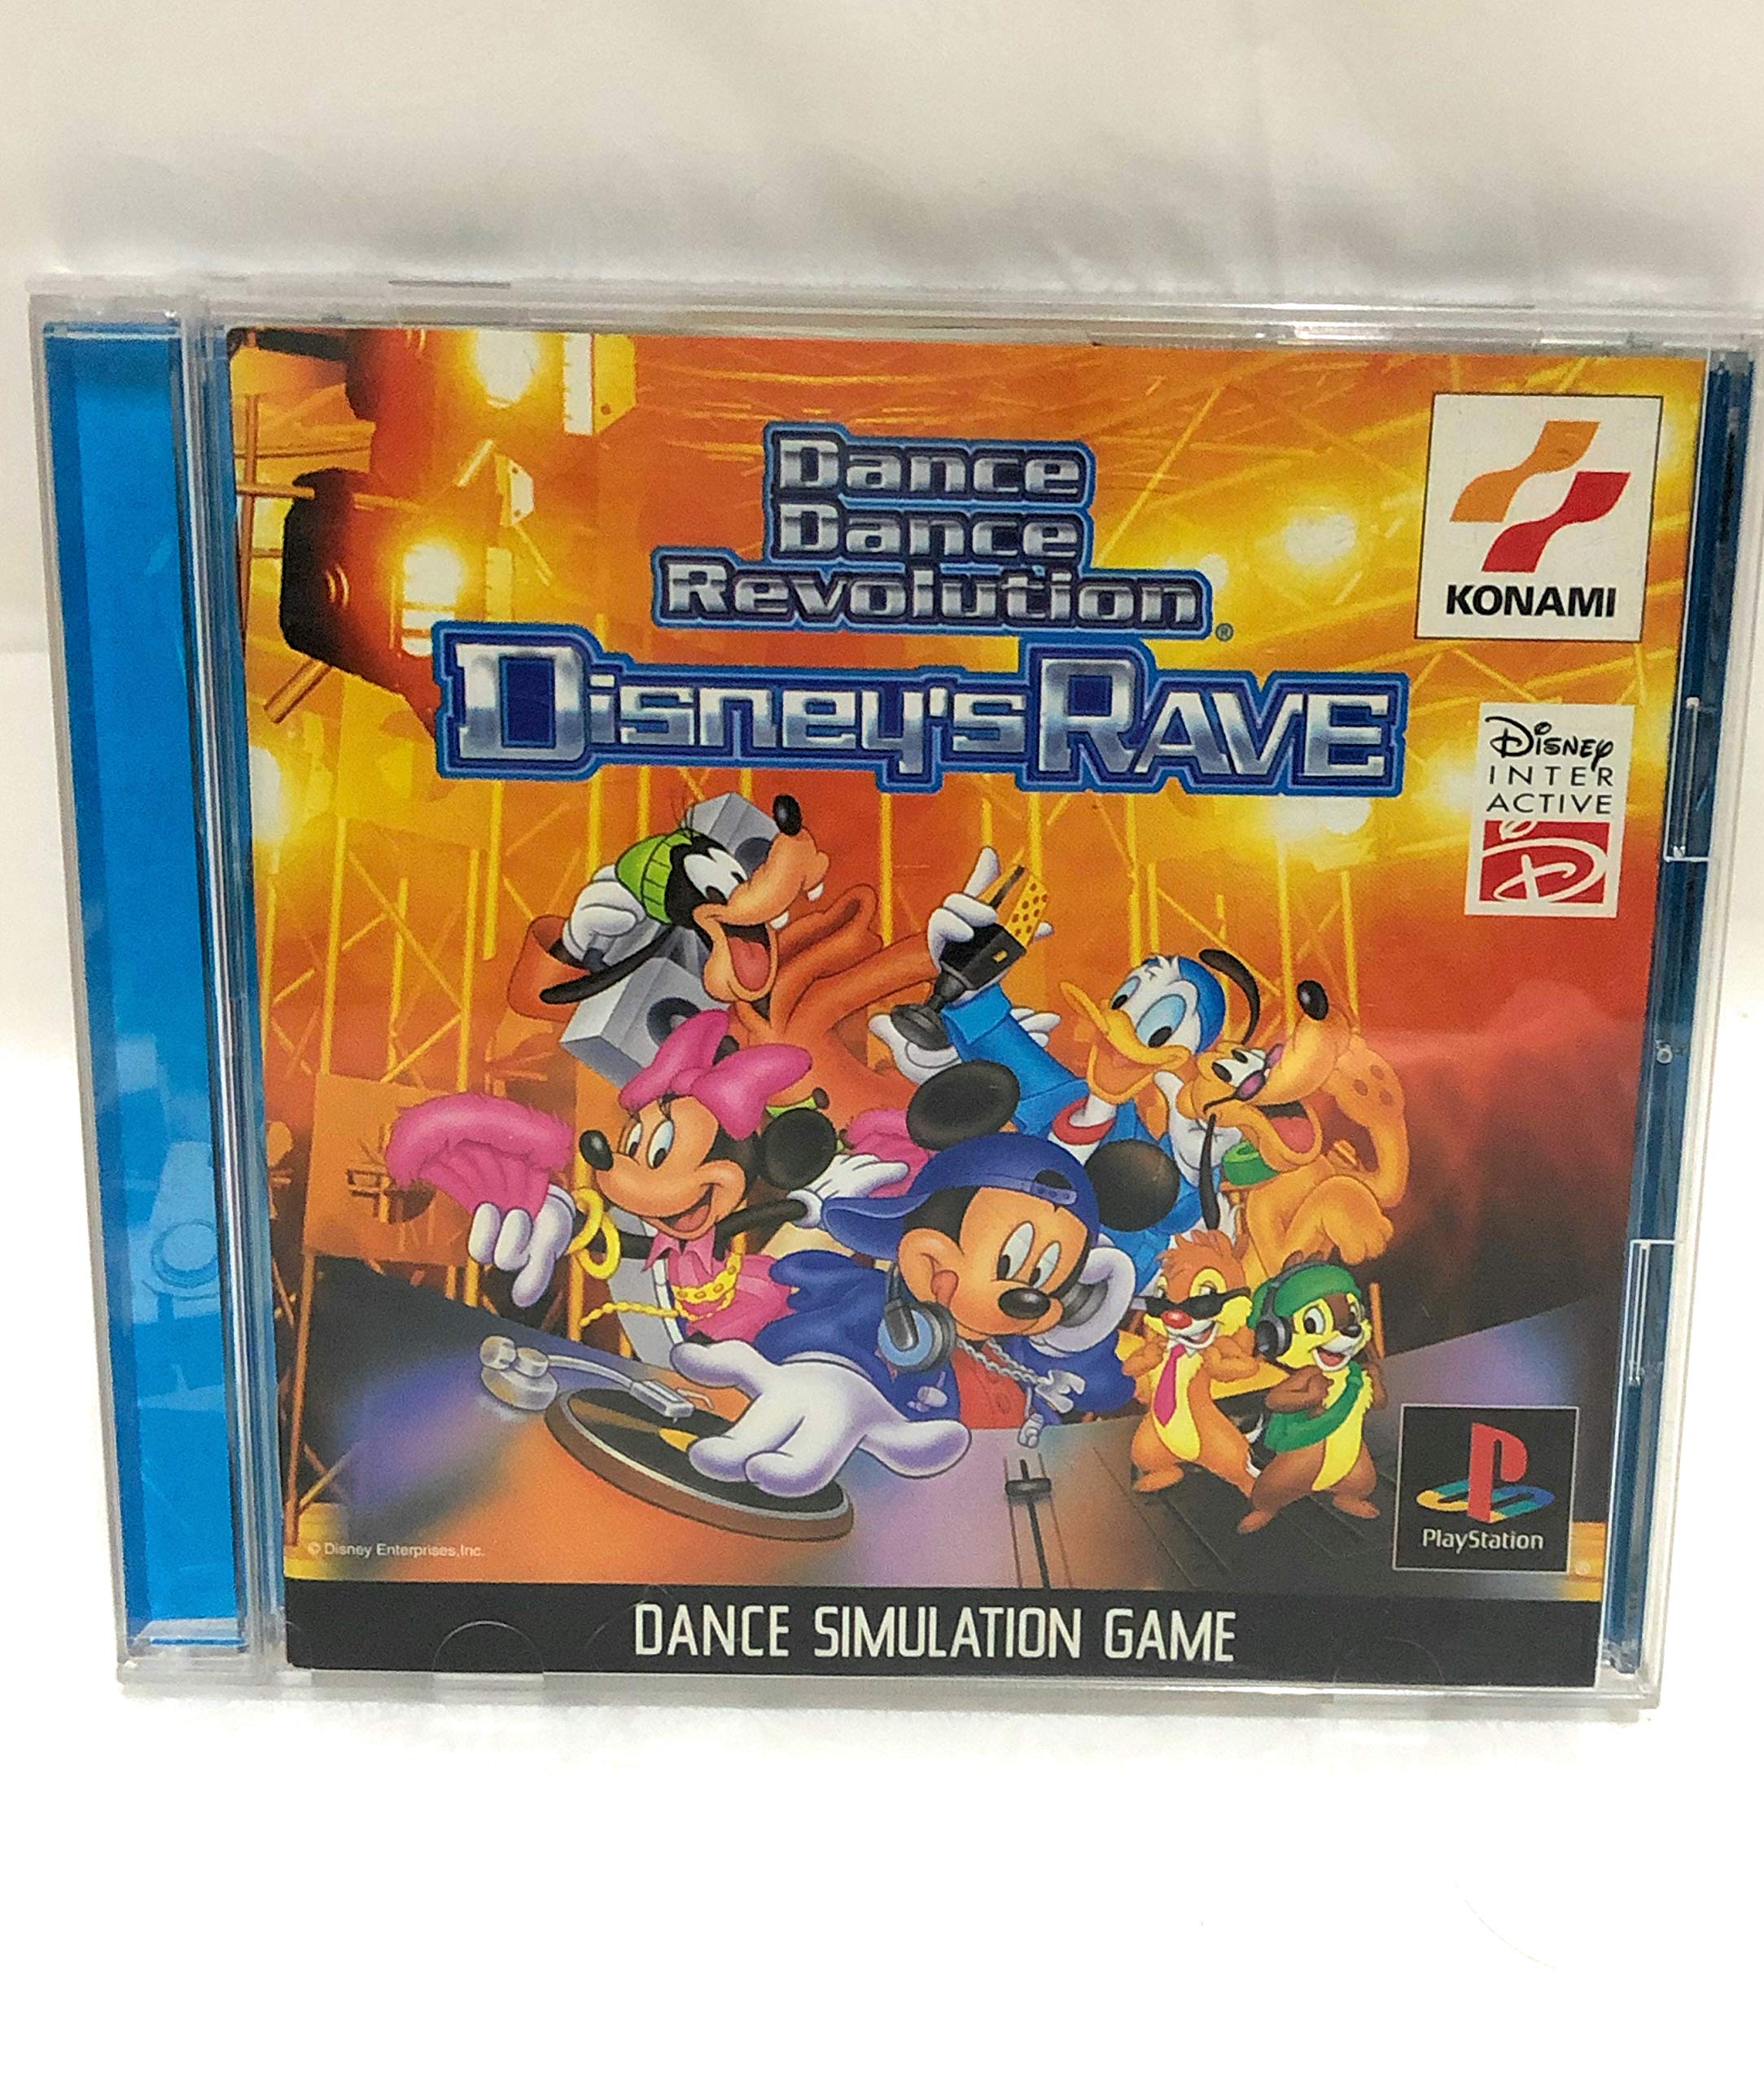 Dance
Dance
Revolution®
Disney's RAVE
KONAMI
Disney
INTER
ACTIVE
PlayStation
© Disney Enterprises,Inc.
DANCE SIMULATION GAME